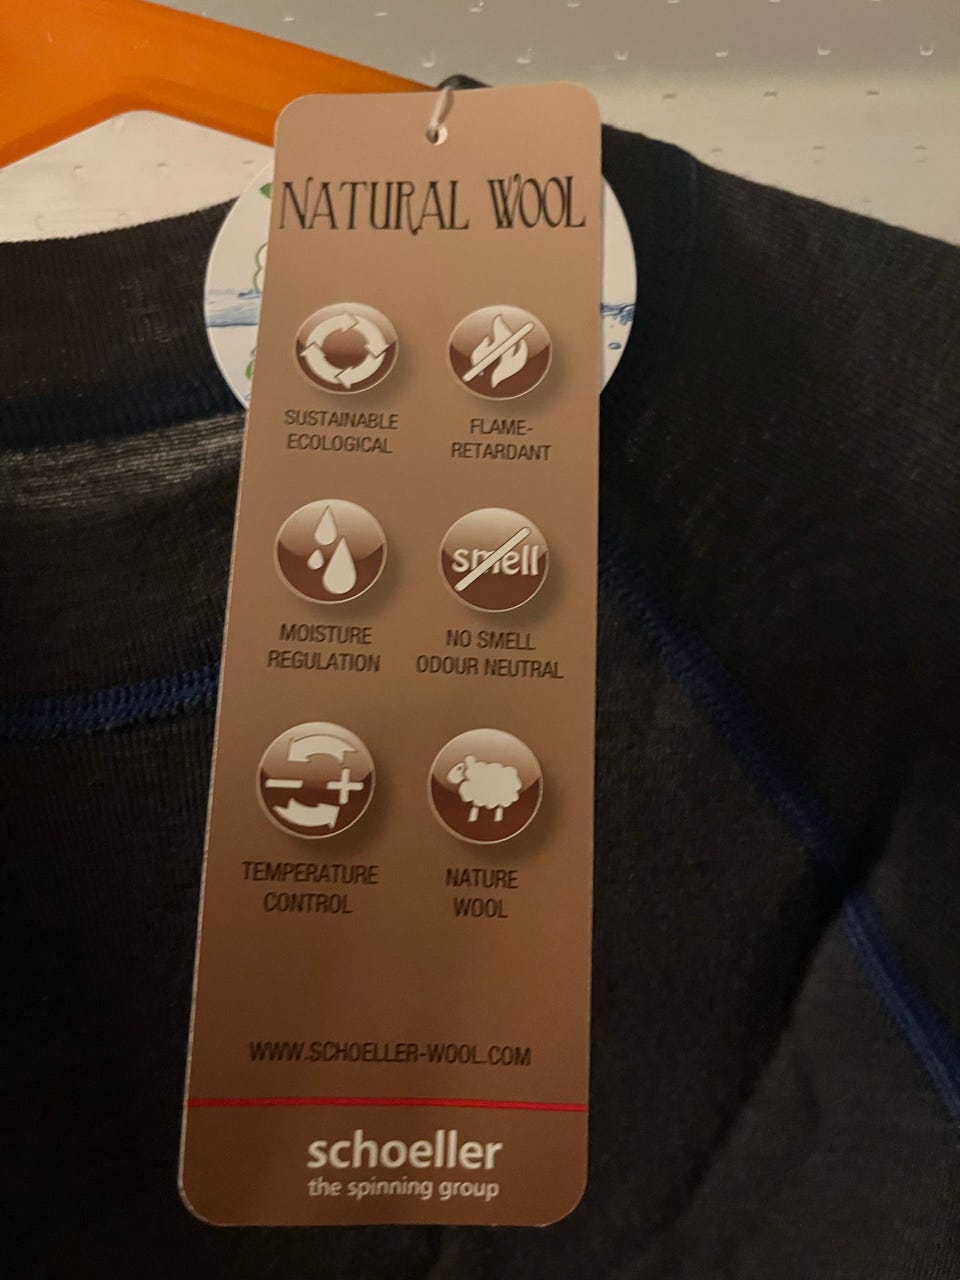 NATURAL WOOL
SUSTAINABLE
ECOLOGICAL
FLAME-
RETARDANT
smell
MOISTURE
REGULATION
NO SMELL
ODOUR NEUTRAL
TEMPERATURE
CONTROL
NATURE
WOOL
WWW.SCHOELLER-WOOL.COM
schoeller
the spinning group